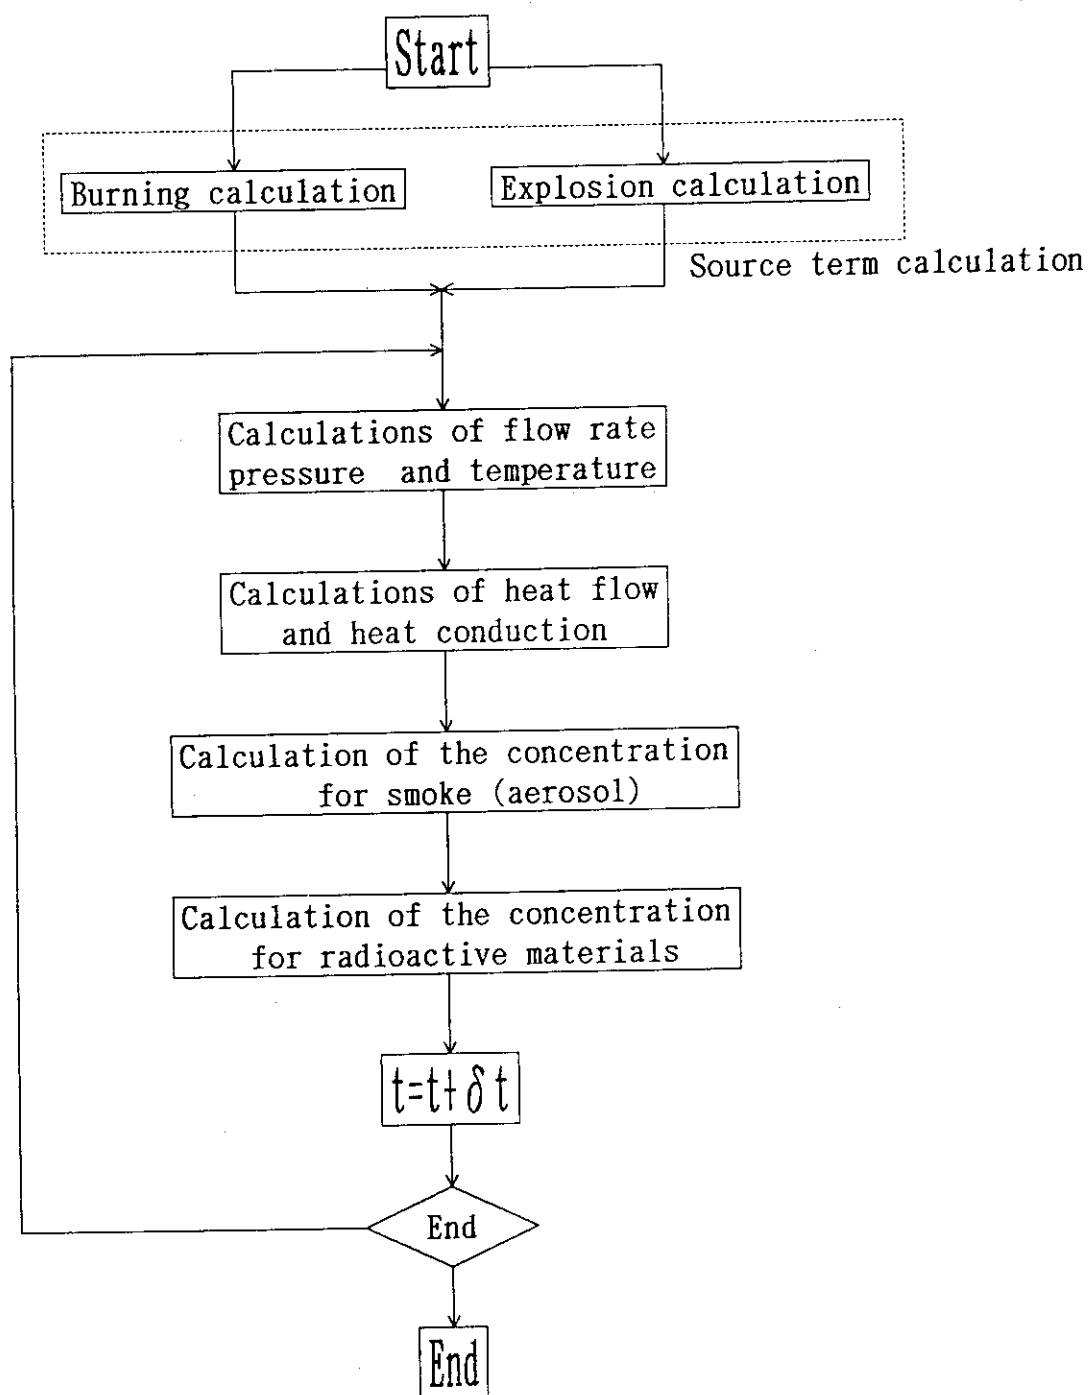 Start
Burning calculation
Explosion calculation
Source term calculation
Calculations of flow rate
pressure and temperature
Calculations of heat flow
and heat conduction
Calculation of the concentration
for smoke (aerosol)
Calculation of the concentration
for radioactive materials
t=t+δt
End
End